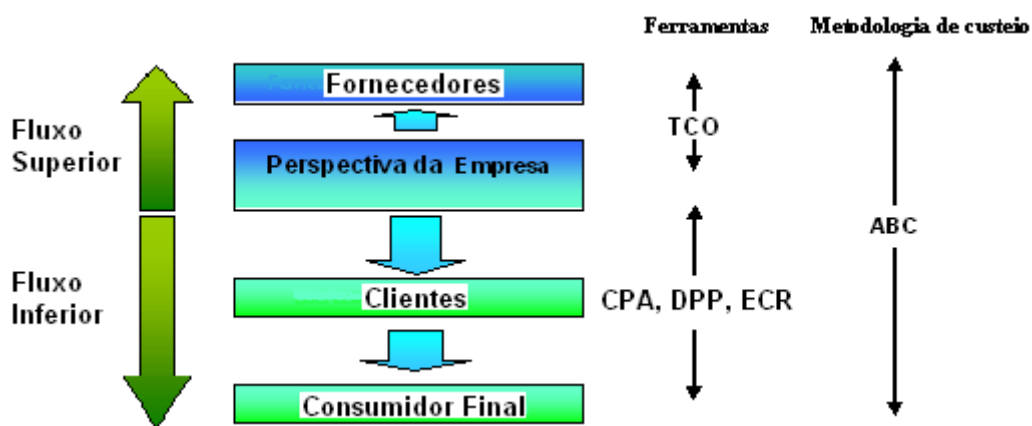 Ferramentas
Metodologia de custeio
Fornecedores
Fluxo
Superior
TCO
Perspectiva da Empresa
ABC
Fluxo
Inferior
Clientes
CPA, DPP, ECR
Consumidor Final